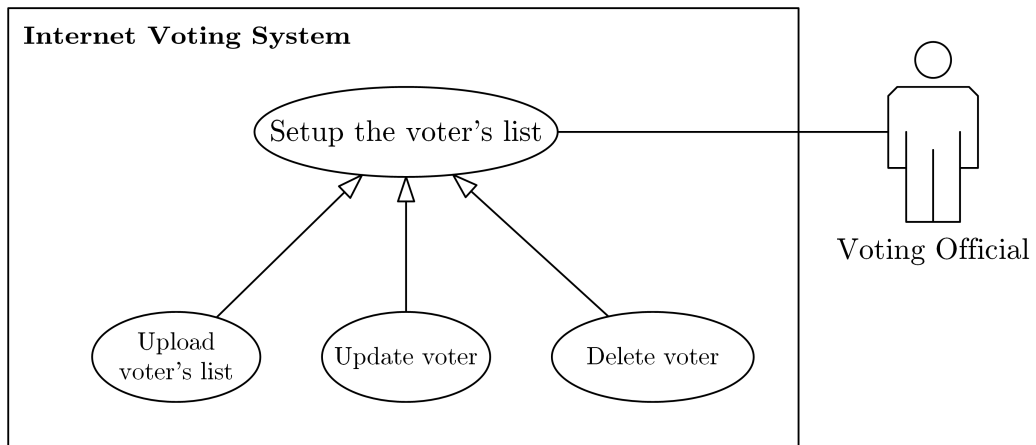 Internet Voting System
Setup the voter's list
Voting Official
Upload
voter's list
Update voter
Delete voter